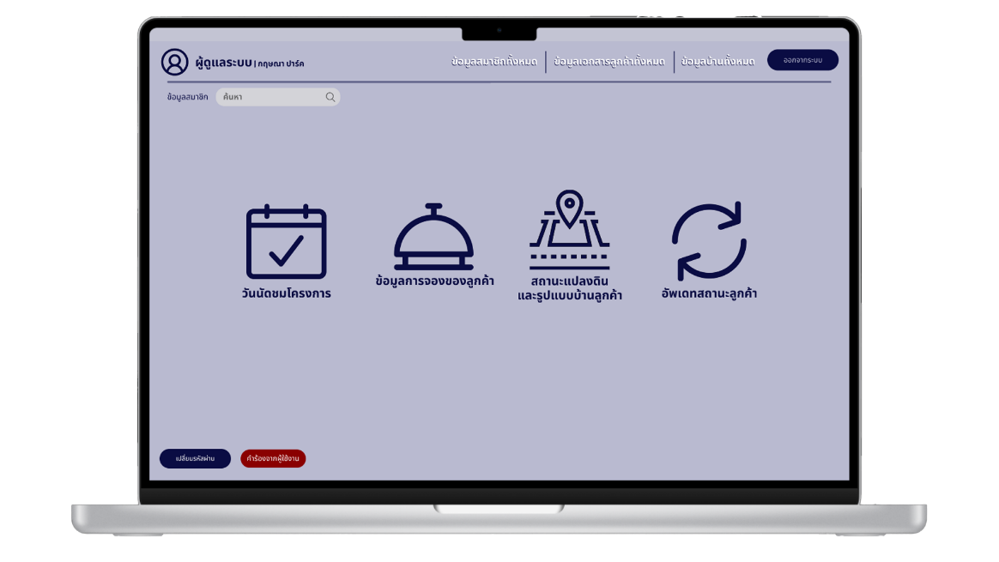 ผู้ดูแลระบบ | กฤษณา ปาร์ค
ข้อมูลสมาชิกทั้งหมด
ข้อมูลเอกสารลูกค้าทั้งหมด
ข้อมูลบ้านทั้งหมด
ออกจากระบบ
ข้อมูลสมาชิก
ค้นหา
วันนัดชมโครงการ
ข้อมูลการจองของลูกค้า
สถานะแปลงดิน
และรูปแบบบ้านลูกค้า
อัพเดทสถานะลูกค้า
เปลี่ยนรหัสผ่าน
คำร้องจากผู้ใช้งาน